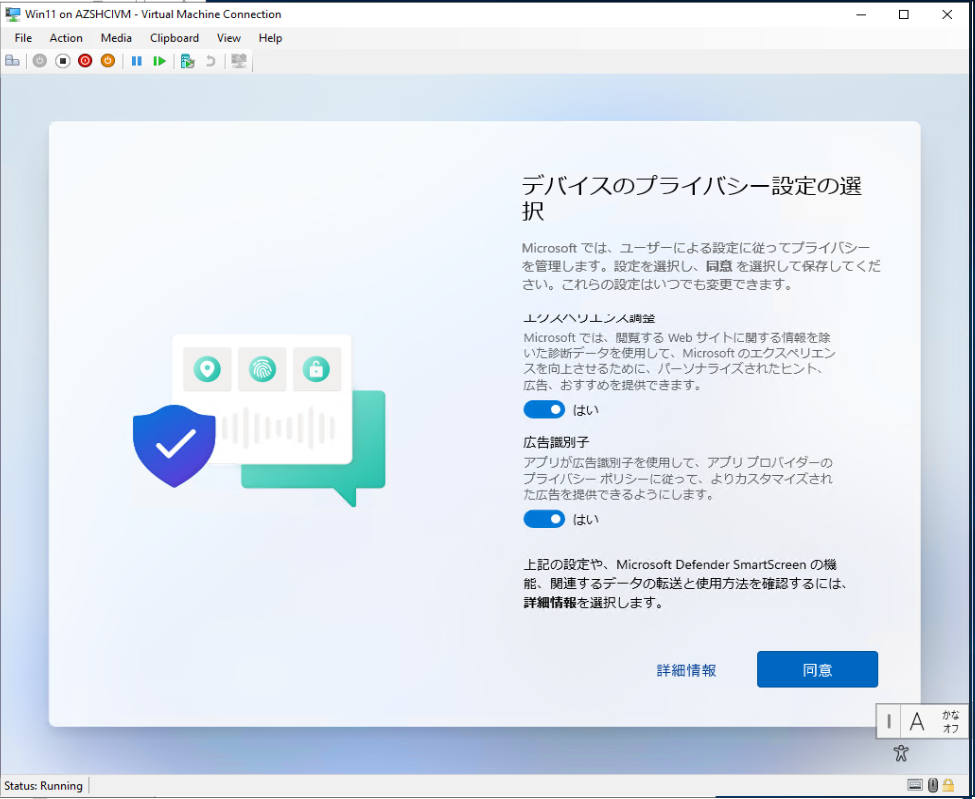 Win11 on AZSHCIVM - Virtual Machine Connection
File Action Media Clipboard View Help
デバイスのプライバシー設定の選
択
Microsoft では、ユーザーによる設定に従ってプライバシー
を管理します。設定を選択し、同意 を選択して保存してくだ
さい。これらの設定はいつでも変更できます。
エクスペリエンス調整
Microsoft では、閲覧する Web サイトに関する情報を除
いた診断データを使用して、Microsoft のエクスペリエン
スを向上させるために、パーソナライズされたヒント、
広告、おすすめを提供できます。
はい
広告識別子
アプリが広告識別子を使用して、アプリ プロバイダーの
プライバシー ポリシーに従って、よりカスタマイズされ
た広告を提供できるようにします。
はい
上記の設定や、Microsoft Defender SmartScreen の機
能、関連するデータの転送と使用方法を確認するには、
詳細情報を選択します。
詳細情報 同意
A かな
オフ
Status: Running